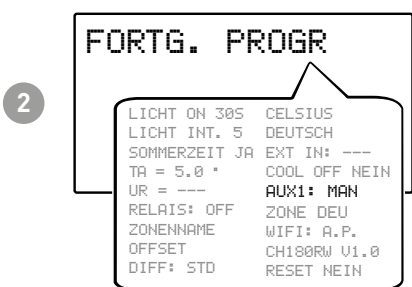 2
FORTG. PROGR
LICHT ON 30S
LICHT INT. 5
SOMMERZEIT JA
TA = 5.0 °
UR = ---
RELAIS: OFF
ZONENNAME
OFFSET
DIFF: STD
CELSIUS
DEUTSCH
EXT IN: ---
COOL OFF NEIN
AUX1: MAN
ZONE DEU
WIFI: A.P.
CH180RW V1.0
RESET NEIN